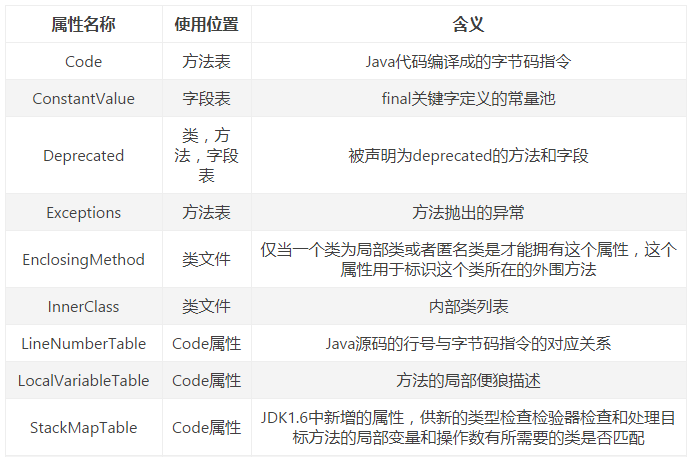 属性名称 使用位置 含义
Code 方法表 Java代码编译成的字节码指令
ConstantValue 字段表 final关键字定义的常量池
Deprecated 类，方法，字段表 被声明为deprecated的方法和字段
Exceptions 方法表 方法抛出的异常
EnclosingMethod 类文件 仅当一个类为局部类或者匿名类是才能拥有这个属性，这个
属性用于标识这个类所在的外围方法
InnerClass 类文件 内部类列表
LineNumberTable Code属性 Java源码的行号与字节码指令的对应关系
LocalVariableTable Code属性 方法的局部便狼描述
StackMapTable Code属性 JDK1.6中新增的属性，供新的类型检查检验器检查和处理目
标方法的局部变量和操作数有所需要的类是否匹配